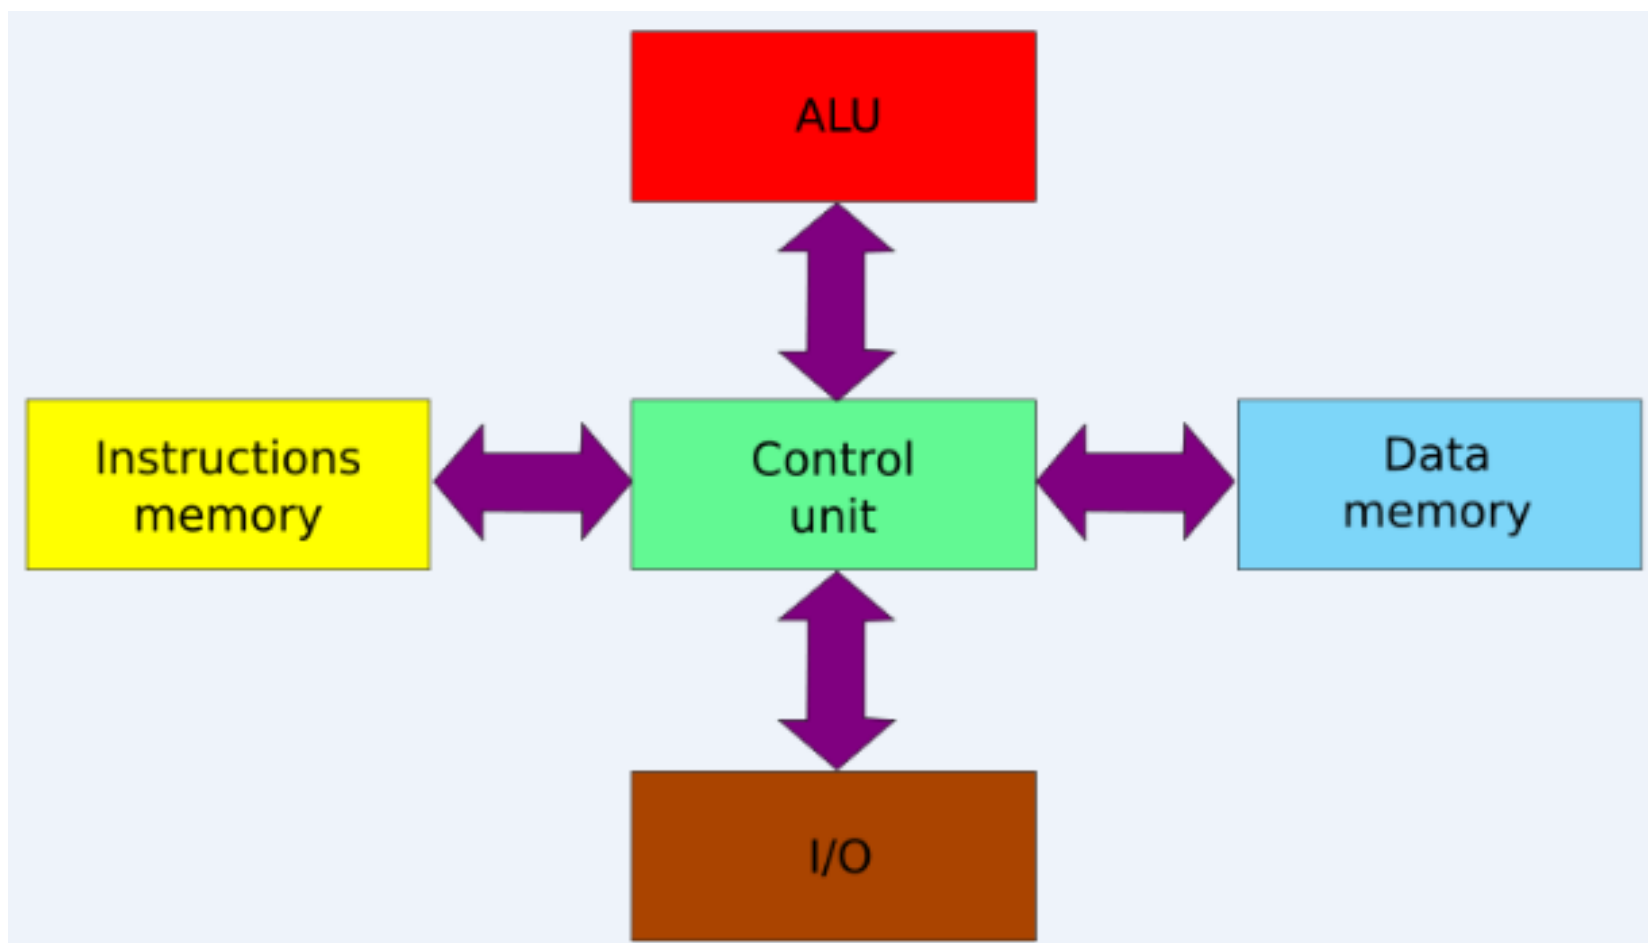 ALU
Instructions
memory
Control
unit
Data
memory
I/O